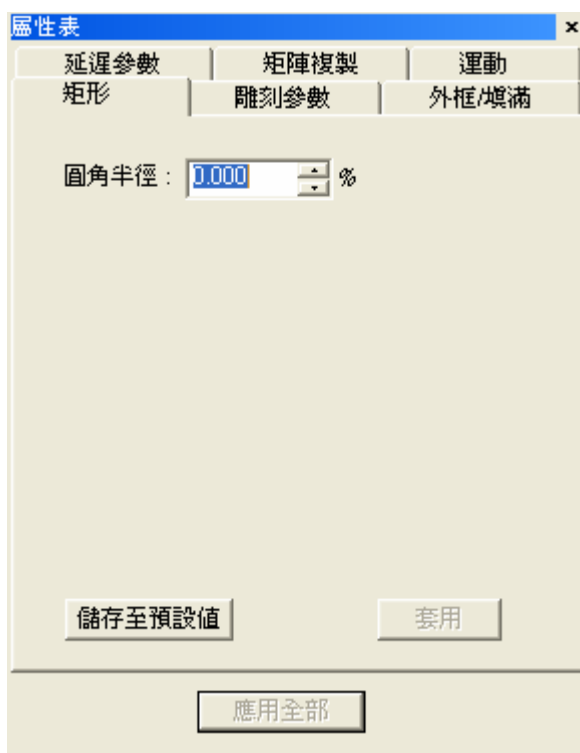 屬性表
延遲參數 矩陣複製 運動
矩形 雕刻參數 外框/填滿
圓角半徑： 0.000 %
儲存至預設值 套用
應用全部